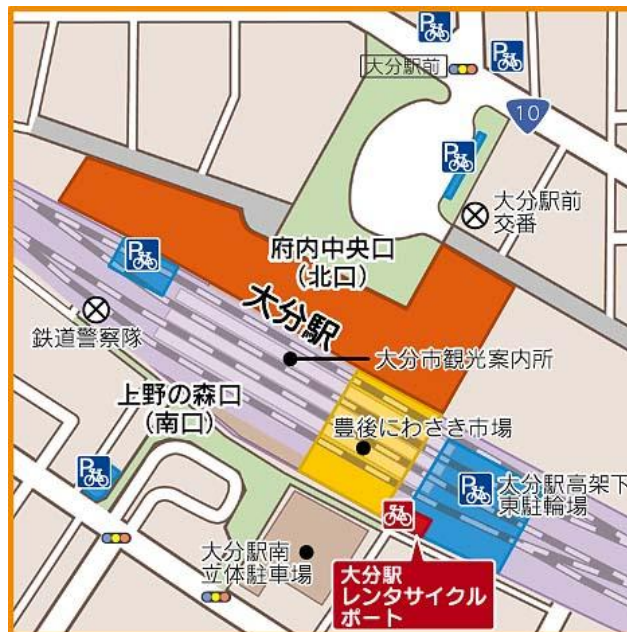 P
P
大分駅前
10
P
大分駅前
交番
府内中央口
(北口)
P
大分駅
鉄道警察隊
大分市観光案内所
上野の森口
(南口)
豊後にわさき市場
P
P
大分駅高架下
東駐輪場
大分駅南
立体駐車場
大分駅
レンタサイクル
ポート